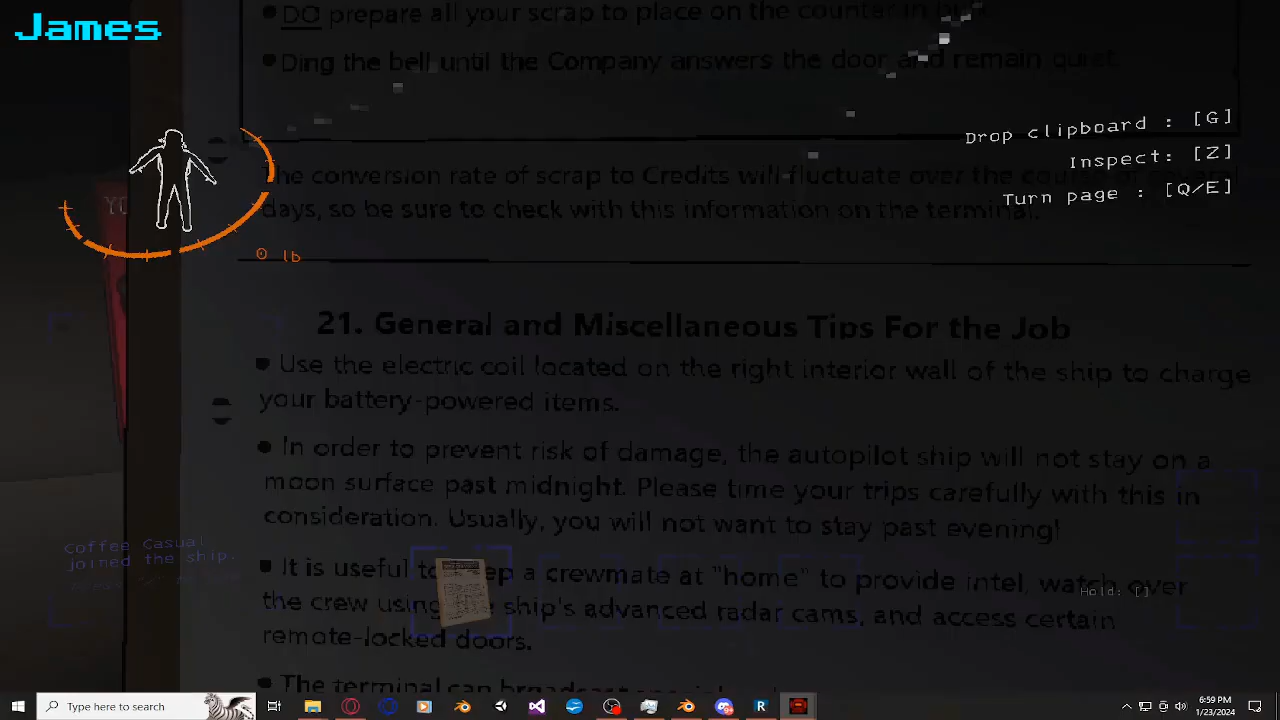 James
DO prepare all your scrap to place on the counter in
Ding the bell until the Company answers the door and remain quiet
Drop clipboard : [G]
Inspect: [Z]
Turn page : [Q/E]
The conversion rate of scrap to Credits will fluctuate over the course of several
days, so be sure to check with this information on the terminal.
0 lb
21. General and Miscellaneous Tips For the Job
Use the electric coil located on the right interior wall of the ship to charge
your battery-powered items.
In order to prevent risk of damage, the autopilot ship will not stay on a
moon surface past midnight. Please time your trips carefully with this in
consideration. Usually, you will not want to stay past evening!
Coffee Casual
joined the ship.
It is useful to keep a crewmate at "home" to provide intel, watch over
the crew using ship's advanced radar cams, and access certain
remote-locked doors.
Hold: []
The terminal can broadcast
Type here to search
6:59 PM
1/23/2024